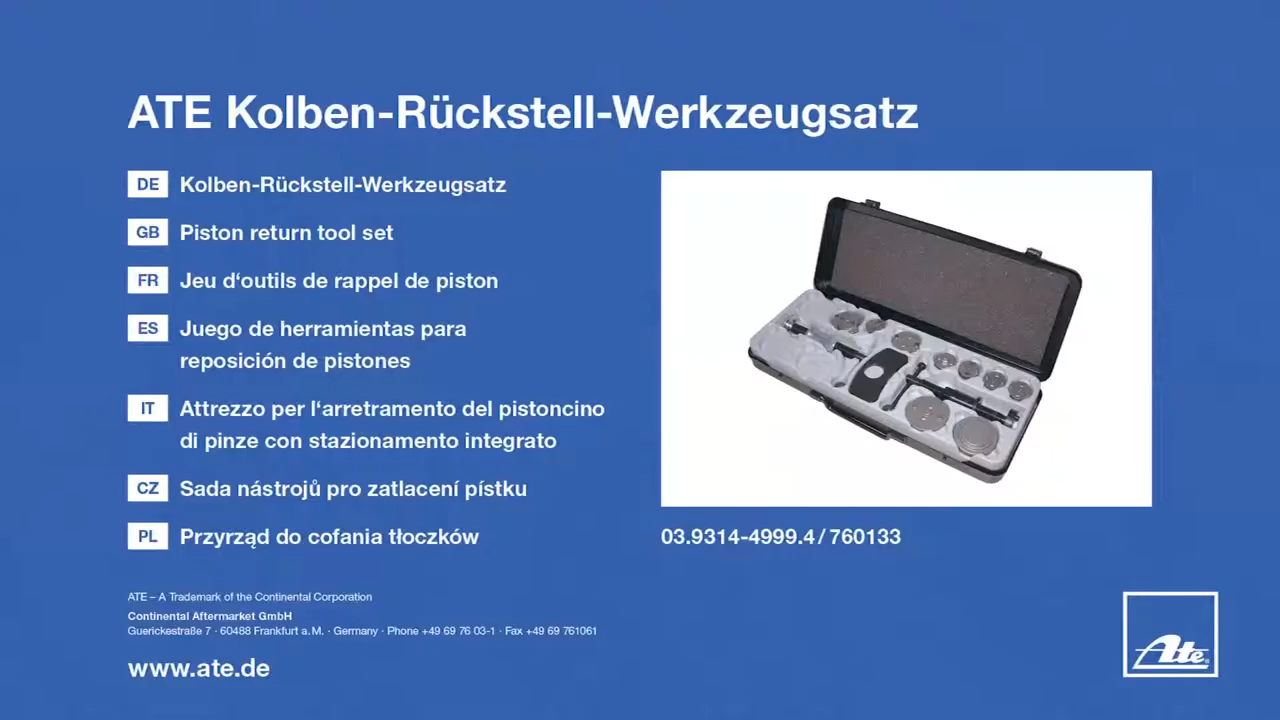 ATE Kolben-Rückstell-Werkzeugsatz
DE Kolben-Rückstell-Werkzeugsatz
GB Piston return tool set
FR Jeu d‘outils de rappel de piston
ES Juego de herramientas para
reposición de pistones
IT Attrezzo per l‘arretramento del pistoncino
di pinze con stazionamento integrato
CZ Sada nástrojů pro zatlacení pístku
PL Przyrząd do cofania tłoczków
03.9314-4999.4 / 760133
ATE – A Trademark of the Continental Corporation
Continental Aftermarket GmbH
Guerickestraße 7 · 60488 Frankfurt a. M. · Germany · Phone +49 69 76 03-1 · Fax +49 69 761061
www.ate.de
Ate®